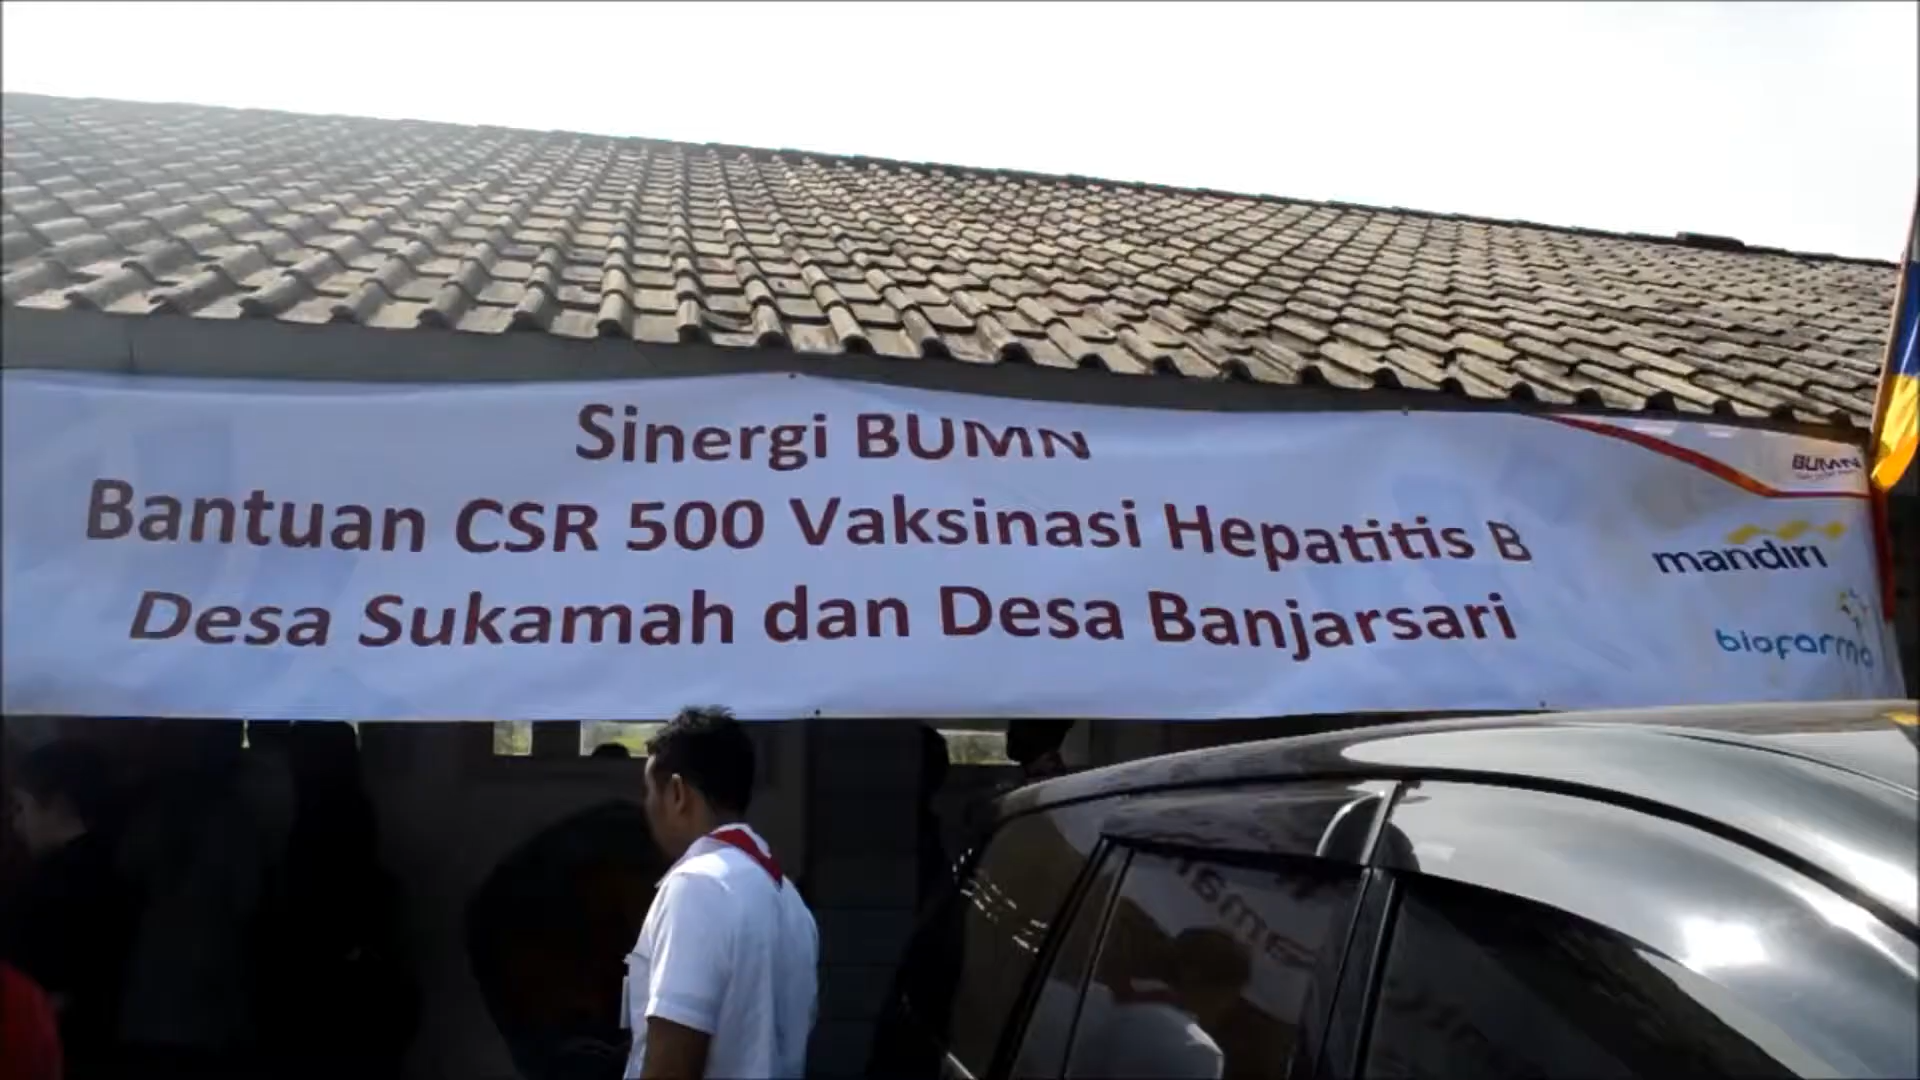 Sinergi BUMN
Bantuan CSR 500 Vaksinasi Hepatitis B
Desa Sukamah dan Desa Banjarsari
BUMN
mandiri
biofarma